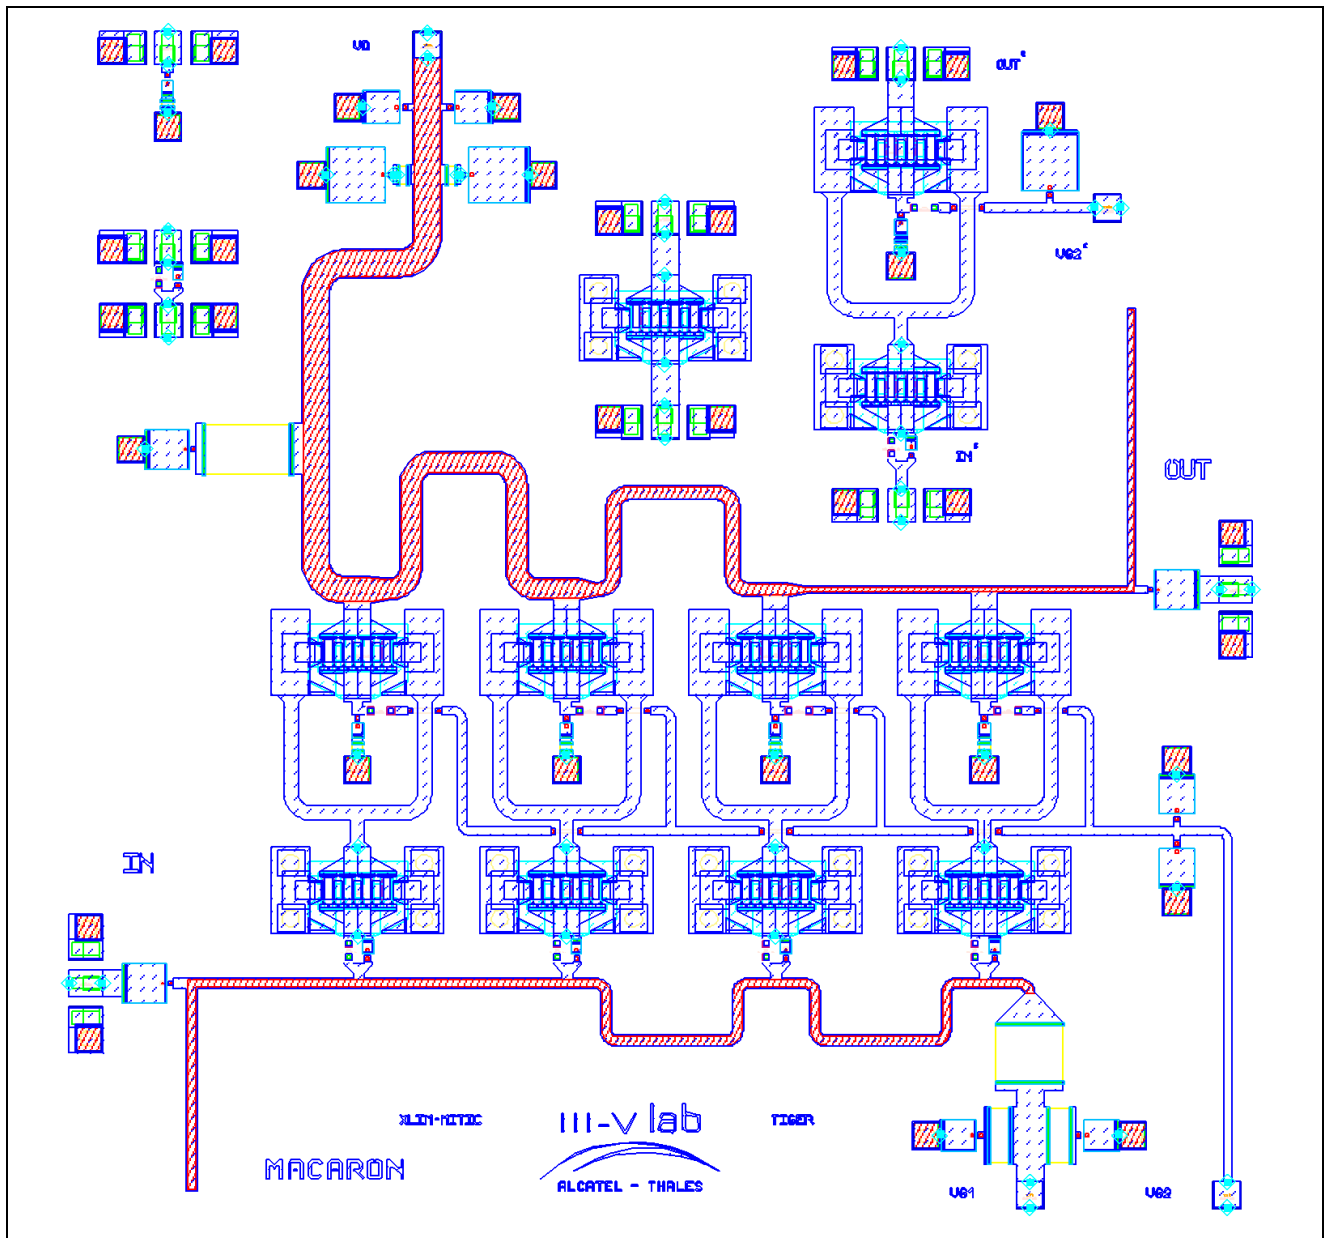 VD
OUT
VG2
IN
OUT
IN
XLIM-MITIC
III-V lab
TIGER
MACARON
ALCATEL - THALES
VG1
VG2